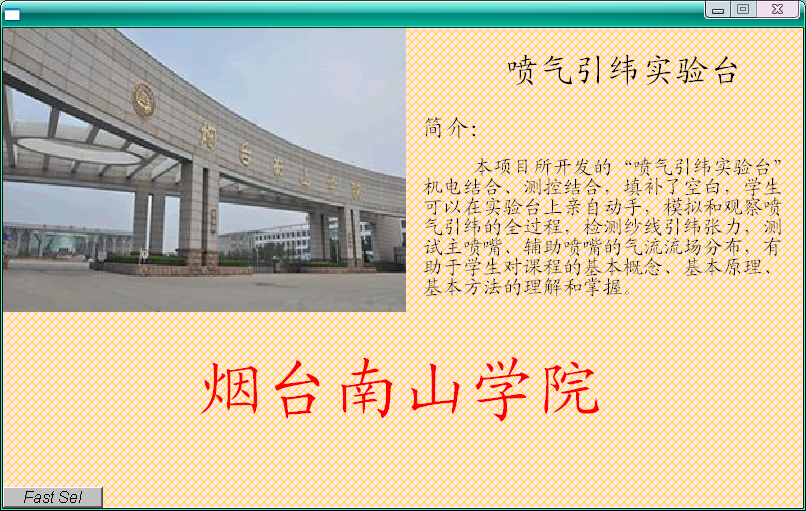 喷气引纬实验台
简介:
本项目所开发的“喷气引纬实验台”
机电结合、测控结合，填补了空白，学生
可以在实验台上亲自动手，模拟和观察喷
气引纬的全过程，检测纱线引纬张力，测
试主喷嘴、辅助喷嘴的气流流场分布，有
助于学生对课程的基本概念、基本原理、
基本方法的理解和掌握。
烟台南山学院
烟台南山学院
Fast Sel